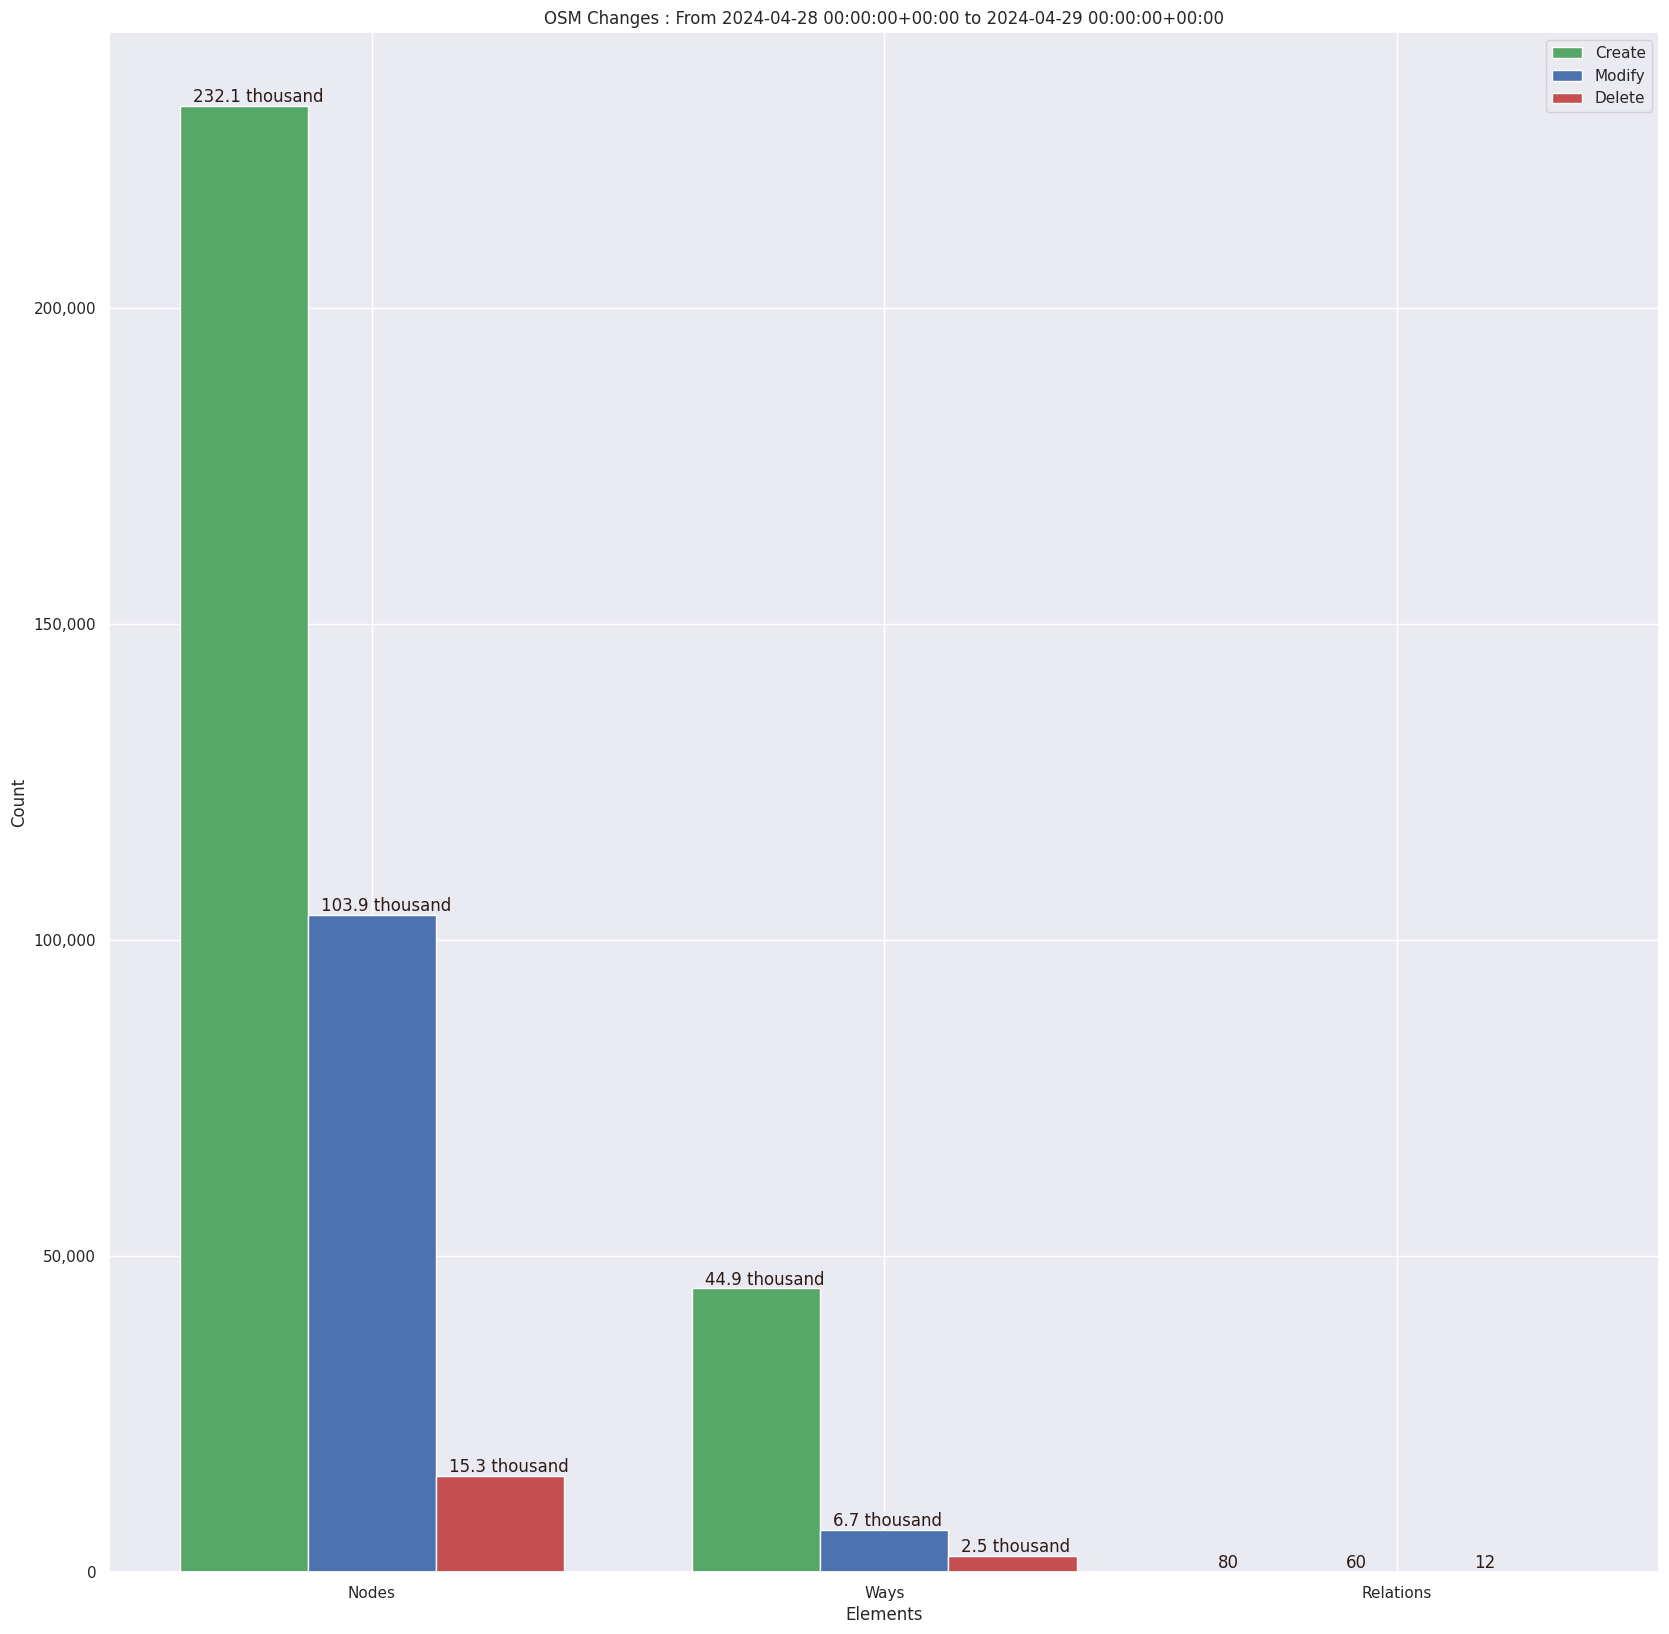 OSM Changes : From 2024-04-28 00:00:00+00:00 to 2024-04-29 00:00:00+00:00
Create
Modify
Delete
232.1 thousand
103.9 thousand
15.3 thousand
44.9 thousand
6.7 thousand
2.5 thousand
80
60
12
200,000
150,000
100,000
50,000
0
Count
Nodes
Ways
Relations
Elements